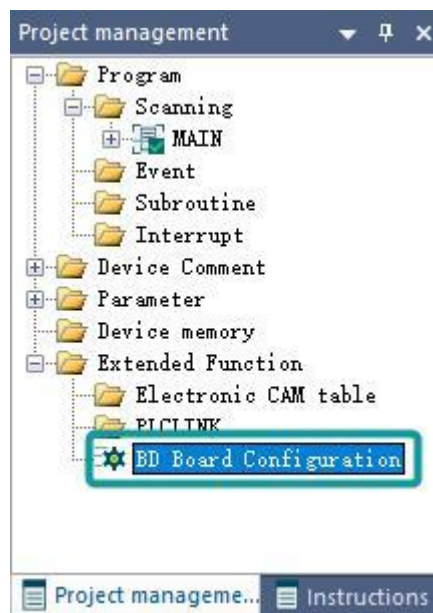 Project management
Program
Scanning
MAIN
Event
Subroutine
Interrupt
Device Comment
Parameter
Device memory
Extended Function
Electronic CAM table
PLCLINK
BD Board Configuration
Project manageme... Instructions